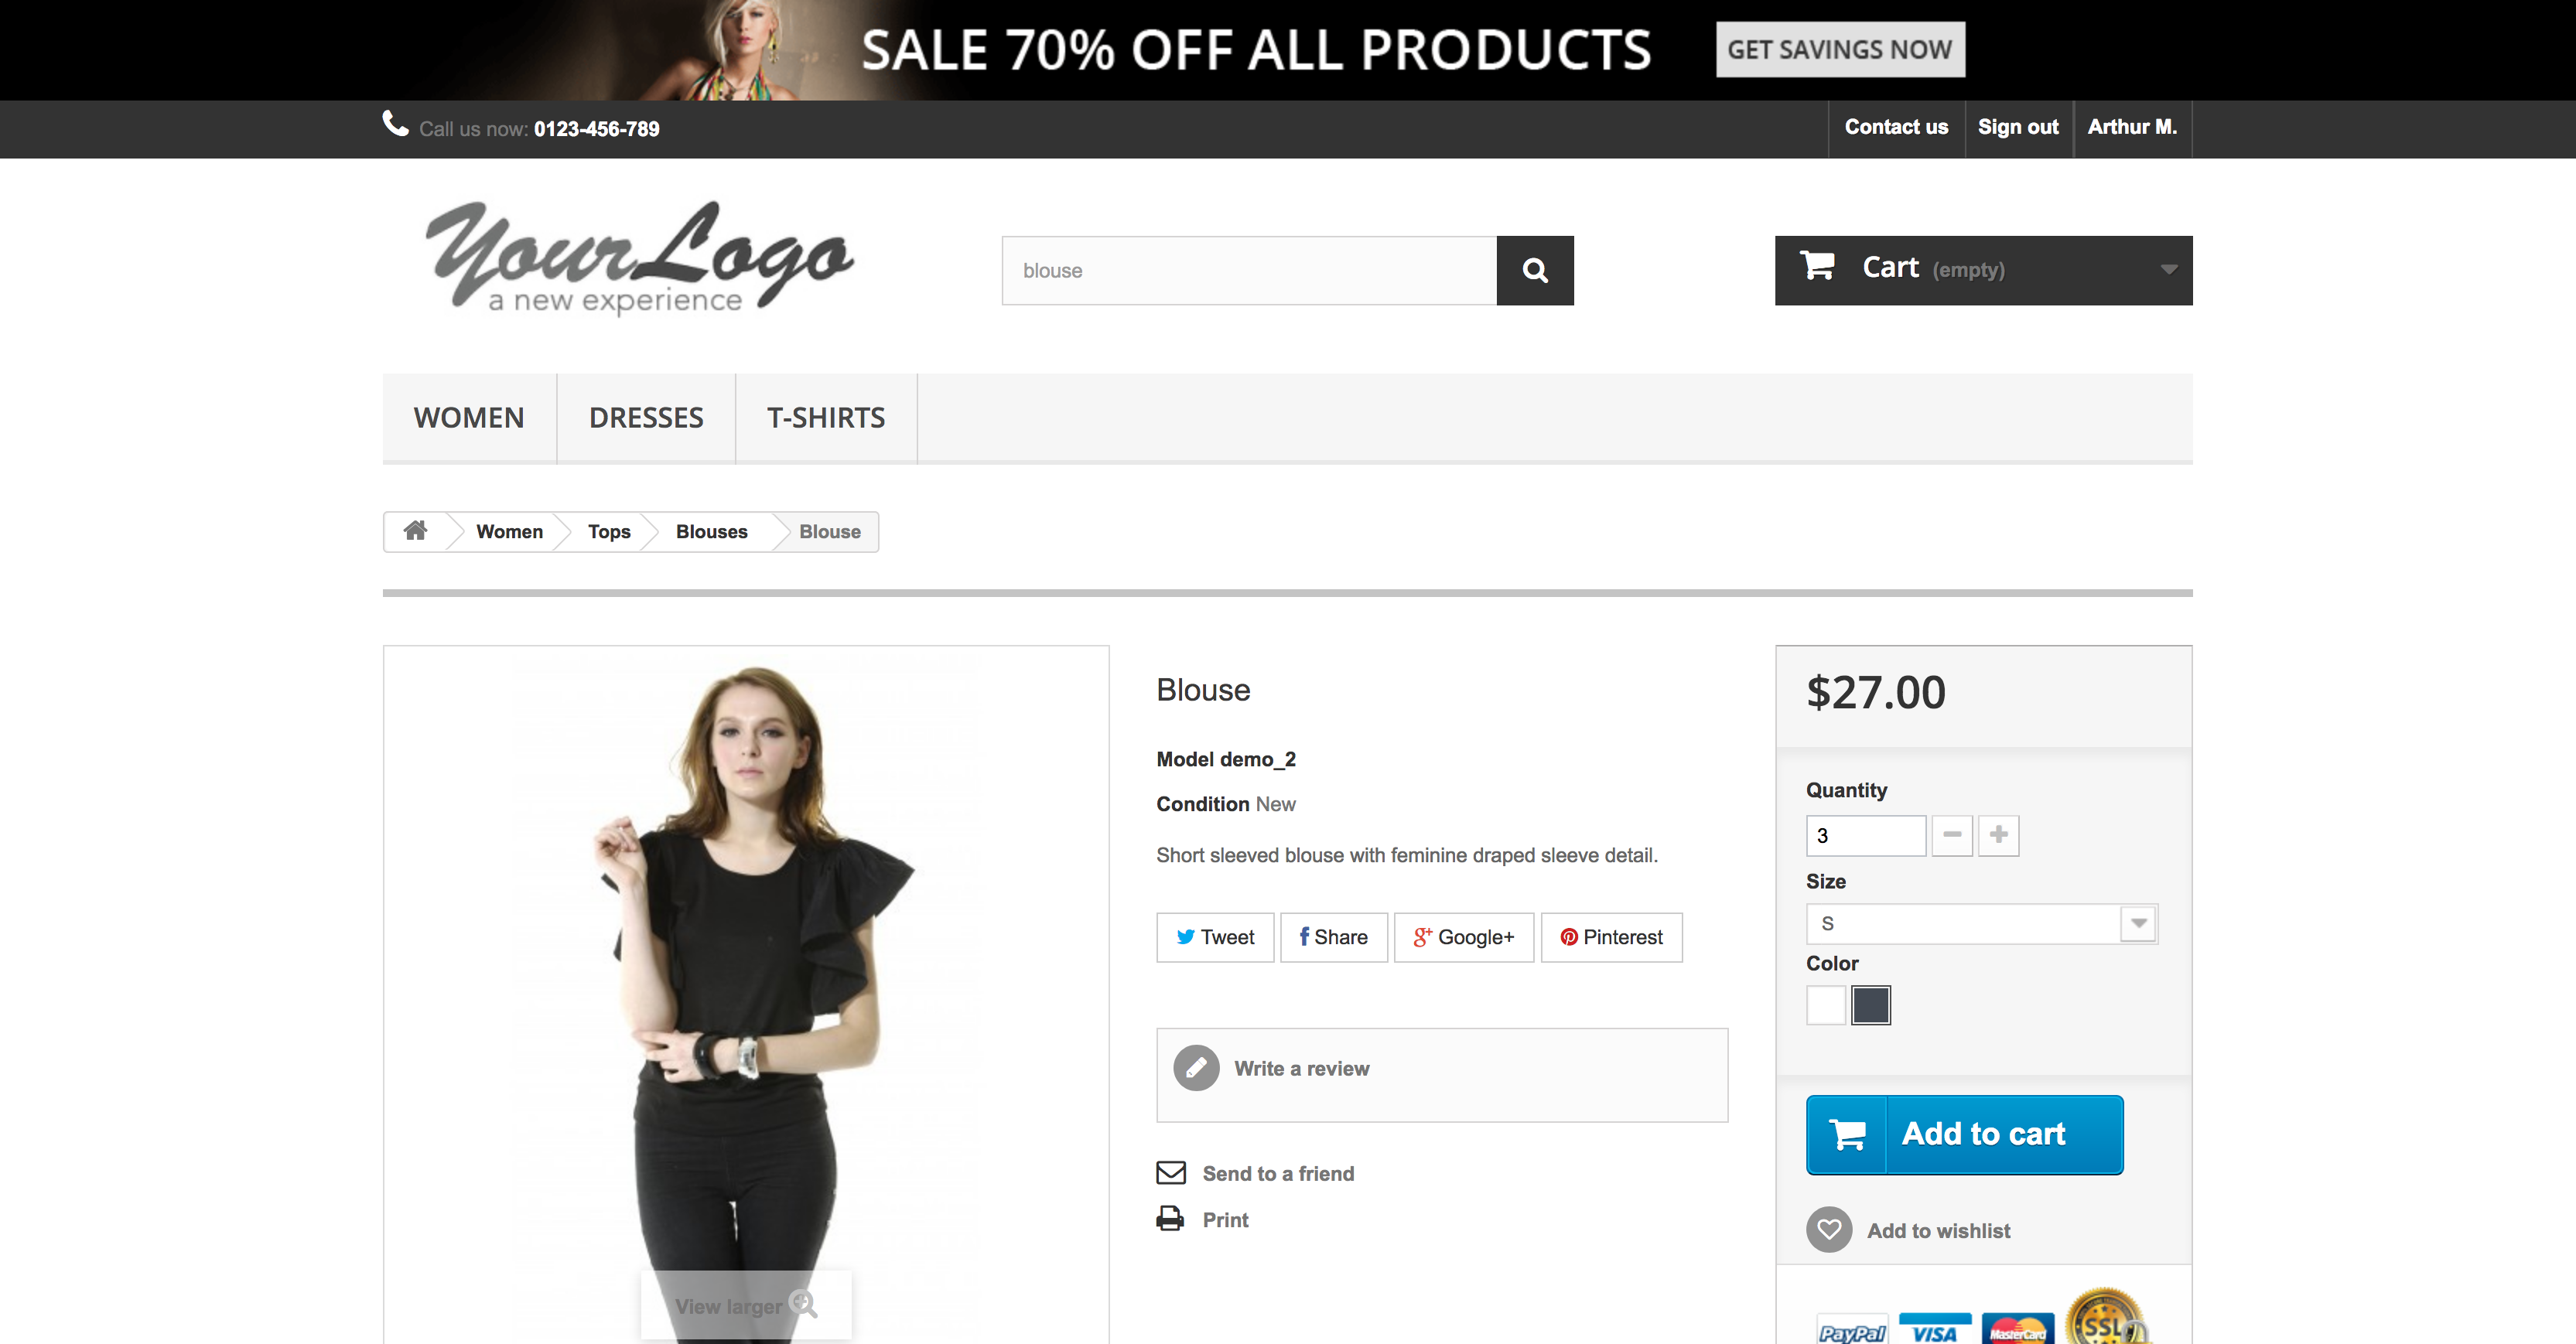 SALE 70% OFF ALL PRODUCTS
GET SAVINGS NOW
Call us now: 0123-456-789
Contact us
Sign out
Arthur M.
YourLogo
a new experience
blouse
Cart (empty)
WOMEN
DRESSES
T-SHIRTS
Women
Tops
Blouses
Blouse
Blouse
Model demo_2
Condition New
Short sleeved blouse with feminine draped sleeve detail.
Tweet
Share
Google+
Pinterest
Write a review
Send to a friend
Print
View larger
$27.00
Quantity
3
Size
S
Color
Add to cart
Add to wishlist
PayPal
VISA
MasterCard
SSL